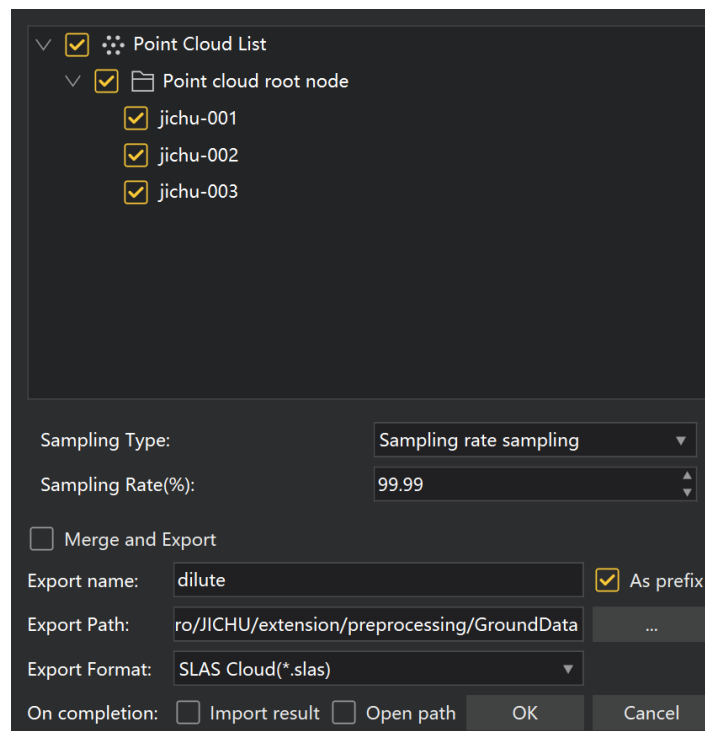 Point Cloud List
Point cloud root node
jichu-001
jichu-002
jichu-003
Sampling Type: Sampling rate sampling
Sampling Rate(%): 99.99
Merge and Export
Export name: dilute As prefix
Export Path: ro/JICHU/extension/preprocessing/GroundData ...
Export Format: SLAS Cloud(*.slas)
On completion: Import result Open path OK Cancel